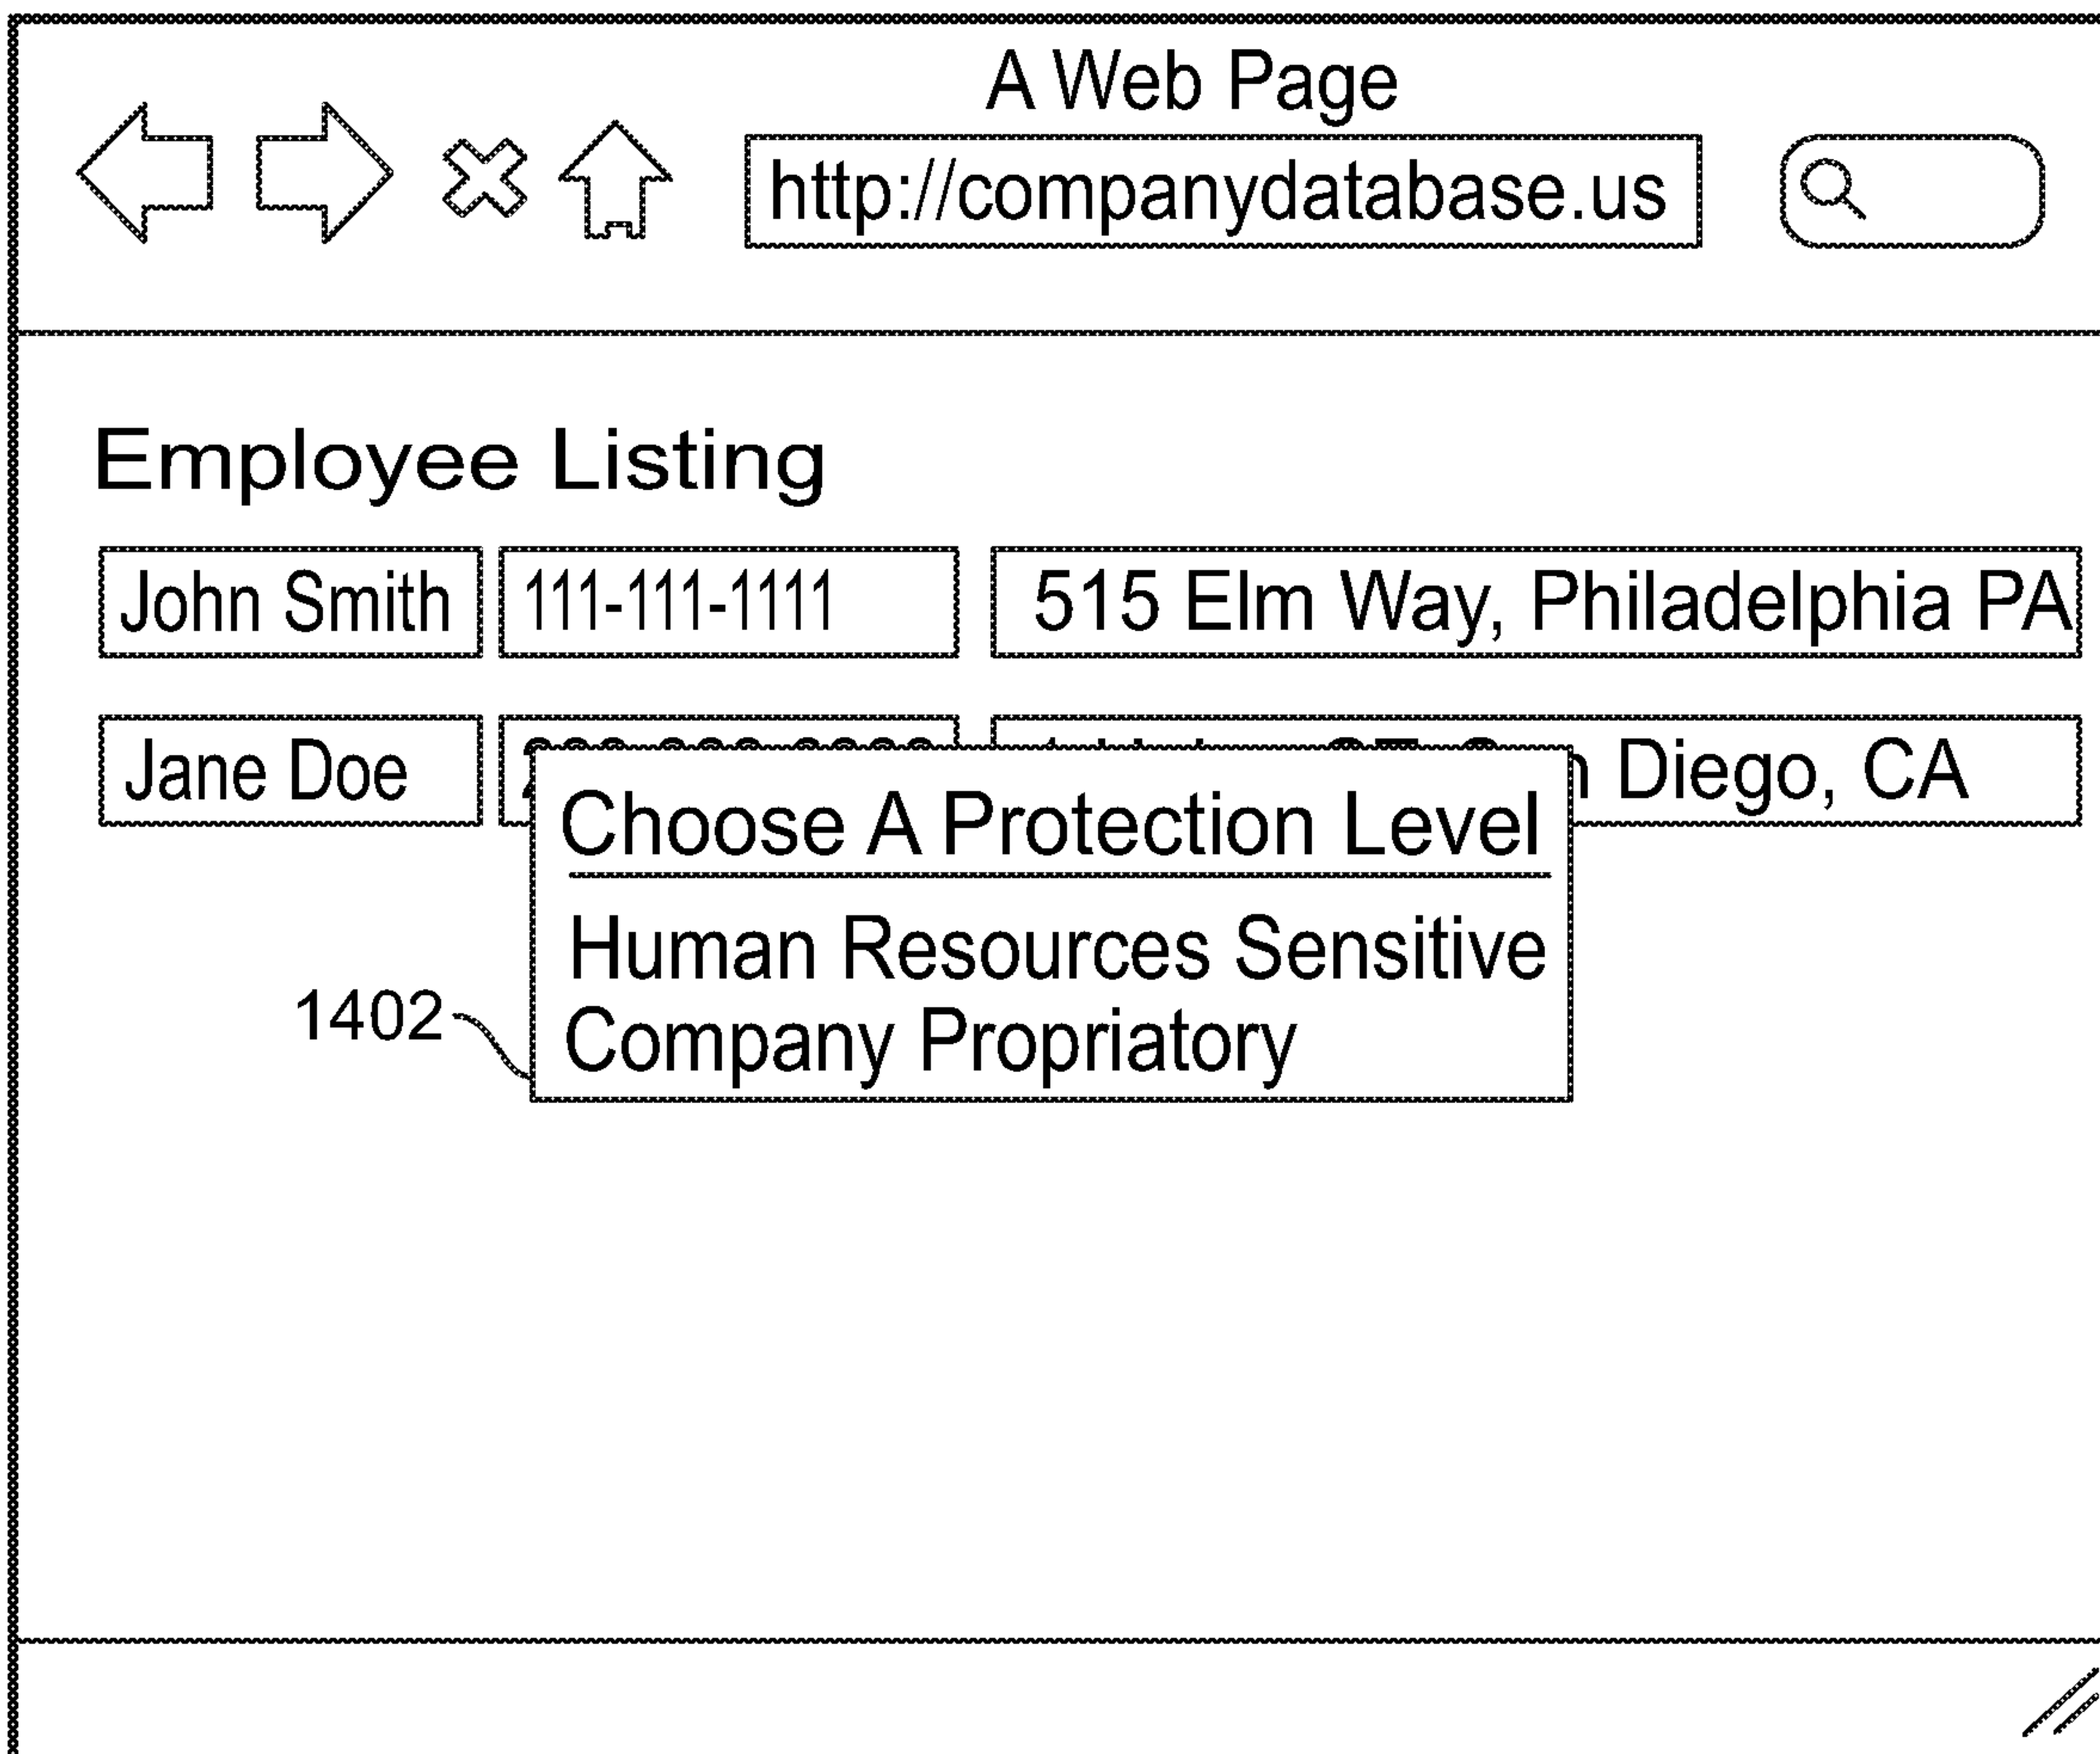 A Web Page
http://companydatabase.us
Employee Listing
John Smith 111-111-1111 515 Elm Way, Philadelphia PA
Jane Doe Diego, CA
Choose A Protection Level
Human Resources Sensitive
1402
Company Propriatory